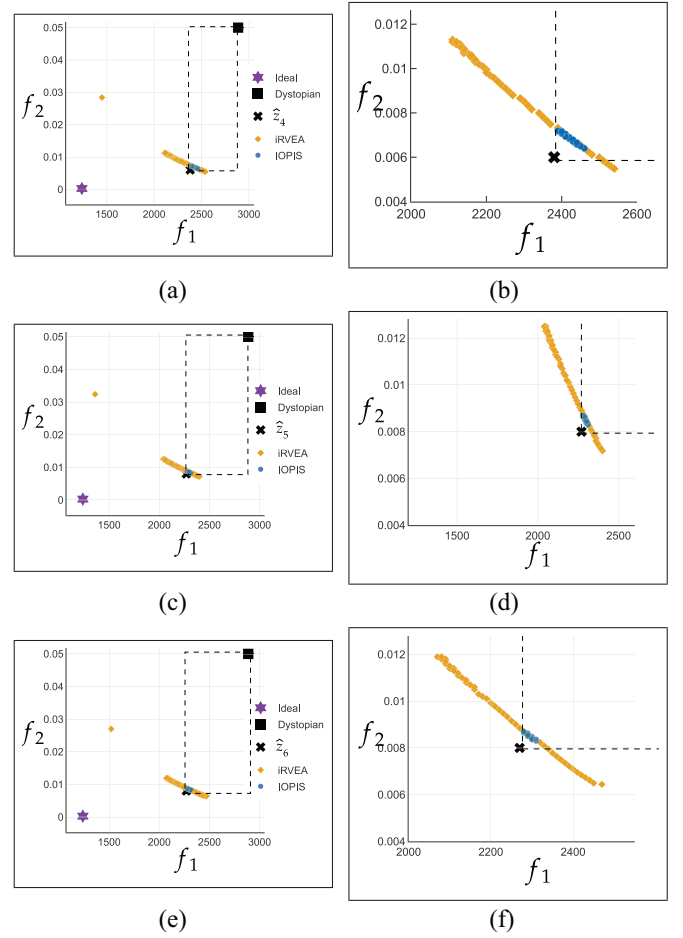 0.05
0.04
0.03
0.02
0.01
0
f₂
1500
2000
2500
3000
f₁
Ideal
Dystopian
ẑ₄
iRVEA
IOPIS
(a)
0.012
0.01
0.008
0.006
0.004
f₂
2000
2200
2400
2600
f₁
(b)
0.05
0.04
0.03
0.02
0.01
0
f₂
1500
2000
2500
3000
f₁
Ideal
Dystopian
ẑ₅
iRVEA
IOPIS
(c)
0.012
0.01
0.008
0.006
0.004
f₂
1500
2000
2500
f₁
(d)
0.05
0.04
0.03
0.02
0.01
0
f₂
1500
2000
2500
3000
f₁
Ideal
Dystopian
ẑ₆
iRVEA
IOPIS
(e)
0.012
0.01
0.008
0.006
0.004
f₂
2000
2200
2400
f₁
(f)